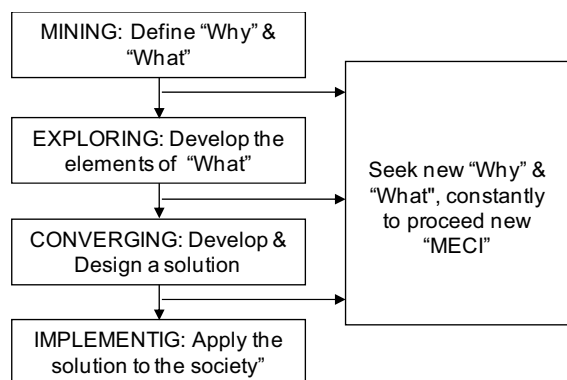 MINING: Define “Why” &
“What”
EXPLORING: Develop the
elements of “What”
CONVERGING: Develop &
Design a solution
IMPLEMENTIG: Apply the
solution to the society”
Seek new “Why” &
“What", constantly
to proceed new
“MECI”